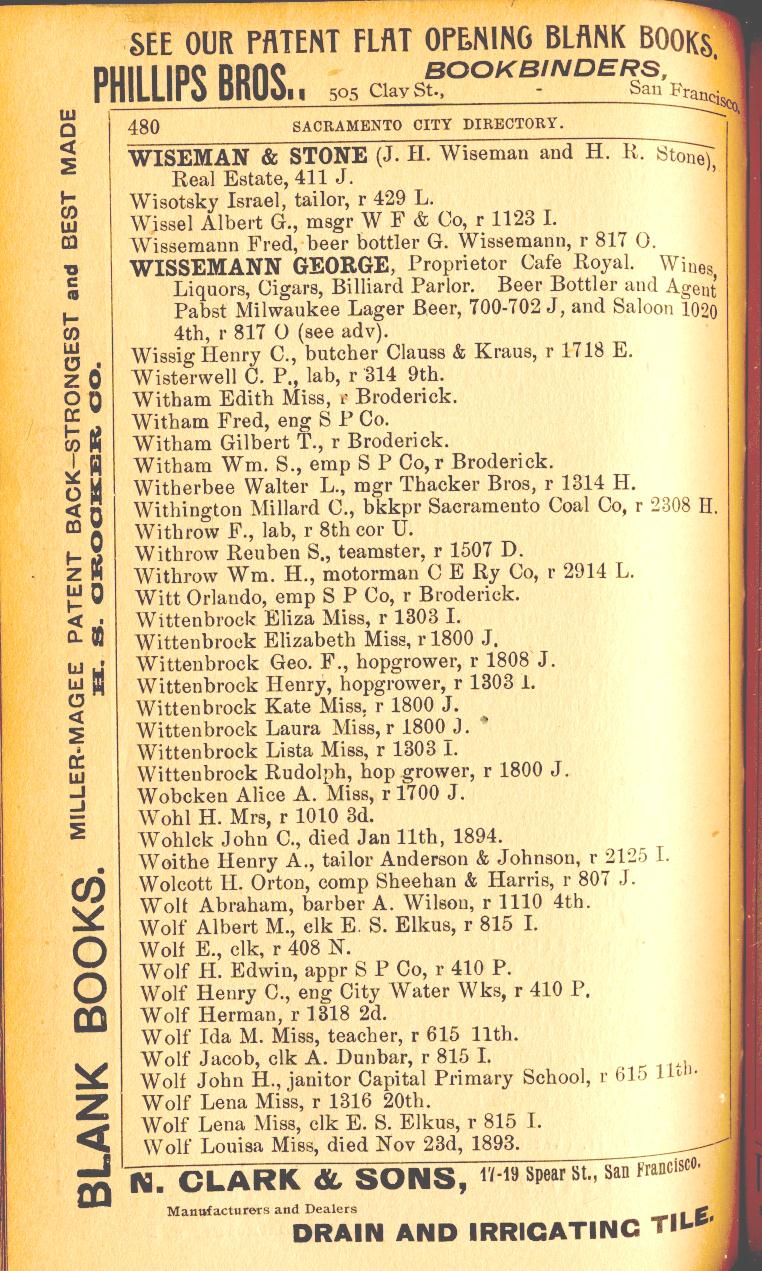 SEE OUR PATENT FLAT OPENING BLANK BOOKS.
PHILLIPS BROS., BOOKBINDERS,
505 Clay St., - San Francisco.
480 SACRAMENTO CITY DIRECTORY.
WISEMAN & STONE (J. H. Wiseman and H. R. Stone),
Real Estate, 411 J.
Wisotsky Israel, tailor, r 429 L.
Wissel Albert G., msgr W F & Co, r 1123 I.
Wissemann Fred, beer bottler G. Wissemann, r 817 O.
WISSEMANN GEORGE, Proprietor Cafe Royal. Wines,
Liquors, Cigars, Billiard Parlor. Beer Bottler and Agent
Pabst Milwaukee Lager Beer, 700-702 J, and Saloon 1020
4th, r 817 O (see adv).
Wissig Henry C., butcher Clauss & Kraus, r 1718 E.
Wisterwell C. P., lab, r 314 9th.
Witham Edith Miss, r Broderick.
Witham Fred, eng S P Co.
Witham Gilbert T., r Broderick.
Witham Wm. S., emp S P Co, r Broderick.
Witherbee Walter L., mgr Thacker Bros, r 1314 H.
Withington Millard C., bkkpr Sacramento Coal Co, r 2308 H.
Withrow F., lab, r 8th cor U.
Withrow Reuben S., teamster, r 1507 D.
Withrow Wm. H., motorman C E Ry Co, r 2914 L.
Witt Orlando, emp S P Co, r Broderick.
Wittenbrock Eliza Miss, r 1303 I.
Wittenbrock Elizabeth Miss, r 1800 J.
Wittenbrock Geo. F., hopgrower, r 1808 J.
Wittenbrock Henry, hopgrower, r 1303 I.
Wittenbrock Kate Miss, r 1800 J.
Wittenbrock Laura Miss, r 1800 J.
Wittenbrock Lista Miss, r 1303 I.
Wittenbrock Rudolph, hop grower, r 1800 J.
Wobcken Alice A. Miss, r 1700 J.
Wohl H. Mrs, r 1010 3d.
Wohlck John C., died Jan 11th, 1894.
Woithe Henry A., tailor Anderson & Johnson, r 2125 I.
Wolcott H. Orton, comp Sheehan & Harris, r 807 J.
Wolf Abraham, barber A. Wilson, r 1110 4th.
Wolf Albert M., clk E. S. Elkus, r 815 I.
Wolf E., clk, r 408 N.
Wolf H. Edwin, appr S P Co, r 410 P.
Wolf Henry C., eng City Water Wks, r 410 P.
Wolf Herman, r 1318 2d.
Wolf Ida M. Miss, teacher, r 615 11th.
Wolf Jacob, clk A. Dunbar, r 815 I.
Wolf John H., janitor Capital Primary School, r 615 11th.
Wolf Lena Miss, r 1316 20th.
Wolf Lena Miss, clk E. S. Elkus, r 815 I.
Wolf Louisa Miss, died Nov 23d, 1893.
N. CLARK & SONS, 17-19 Spear St., San Francisco.
Manufacturers and Dealers
DRAIN AND IRRIGATING TILE.
BLANK BOOKS. MILLER-MAGEE PATENT BACK—STRONGEST and BEST MADE
H. S. CROCKER CO.